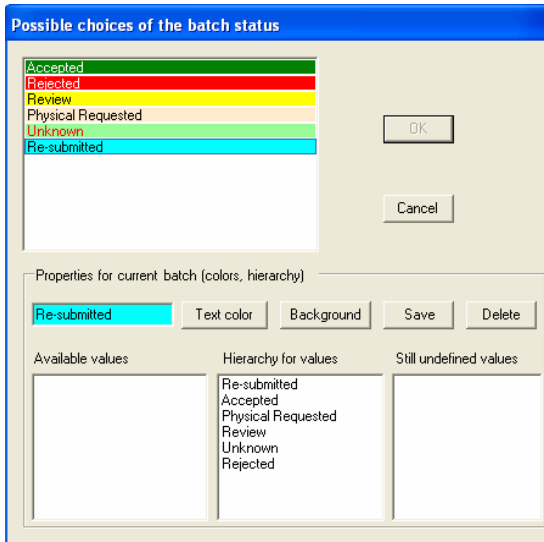 Possible choices of the batch status
Accepted
Rejected
Review
Physical Requested
Unknown
Re-submitted
OK
Cancel
Properties for current batch (colors, hierarchy)
Re-submitted Text color Background Save Delete
Available values Hierarchy for values Still undefined values
Re-submitted
Accepted
Physical Requested
Review
Unknown
Rejected